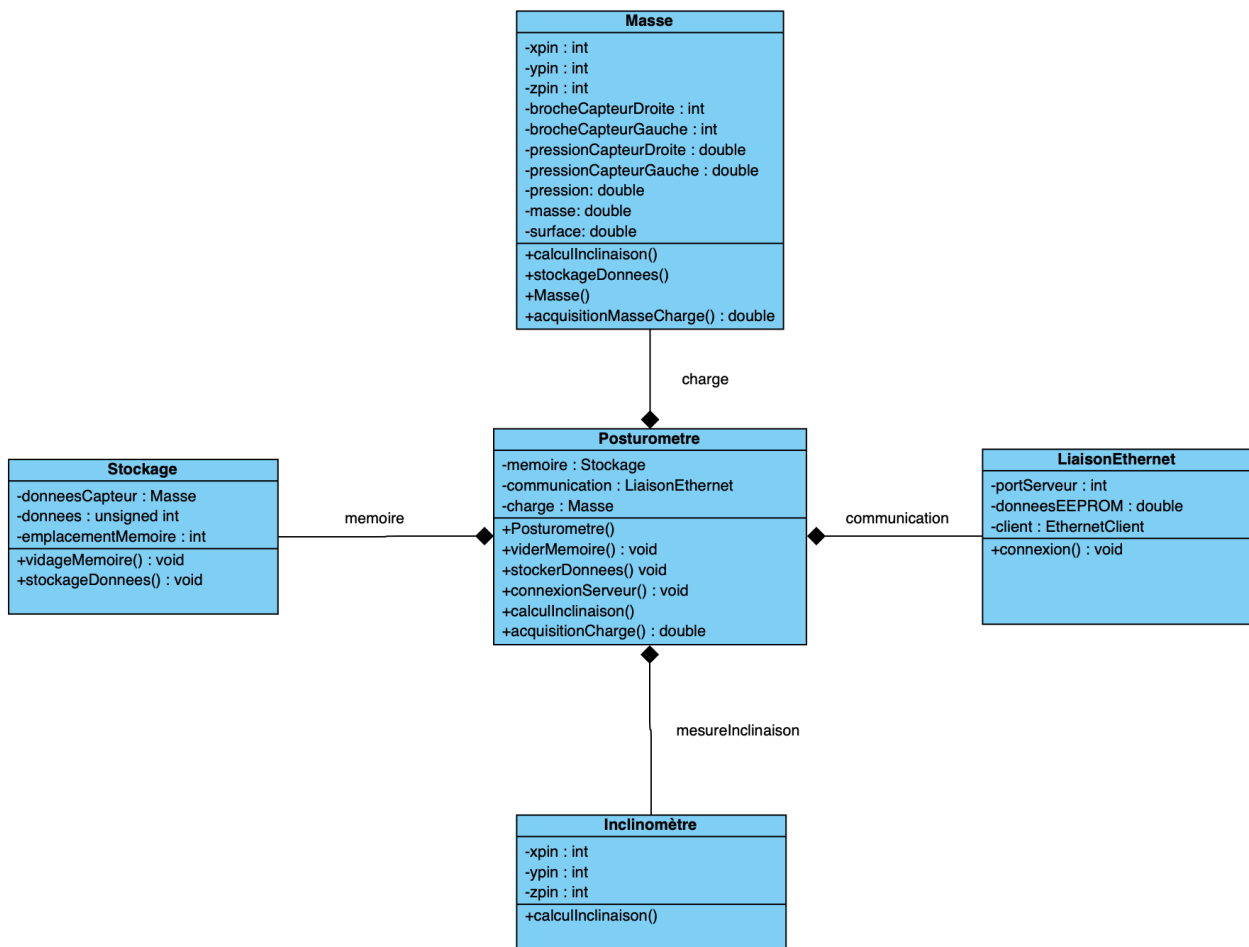 Masse
-xpin : int
-ypin : int
-zpin : int
-brocheCapteurDroite : int
-brocheCapteurGauche : int
-pressionCapteurDroite : double
-pressionCapteurGauche : double
-pression: double
-masse: double
-surface: double
+calculInclinaison()
+stockageDonnees()
+Masse()
+acquisitionMasseCharge() : double
charge
Stockage
-donneesCapteur : Masse
-donnees : unsigned int
-emplacementMemoire : int
+vidageMemoire() : void
+stockageDonnees() : void
memoire
Posturometre
-memoire : Stockage
-communication : LiaisonEthernet
-charge : Masse
+Posturometre()
+viderMemoire() : void
+stockerDonnees() void
+connexionServeur() : void
+calculInclinaison()
+acquisitionCharge() : double
communication
LiaisonEthernet
-portServeur : int
-donneesEEPROM : double
-client : EthernetClient
+connexion() : void
mesureInclinaison
Inclinomètre
-xpin : int
-ypin : int
-zpin : int
+calculInclinaison()